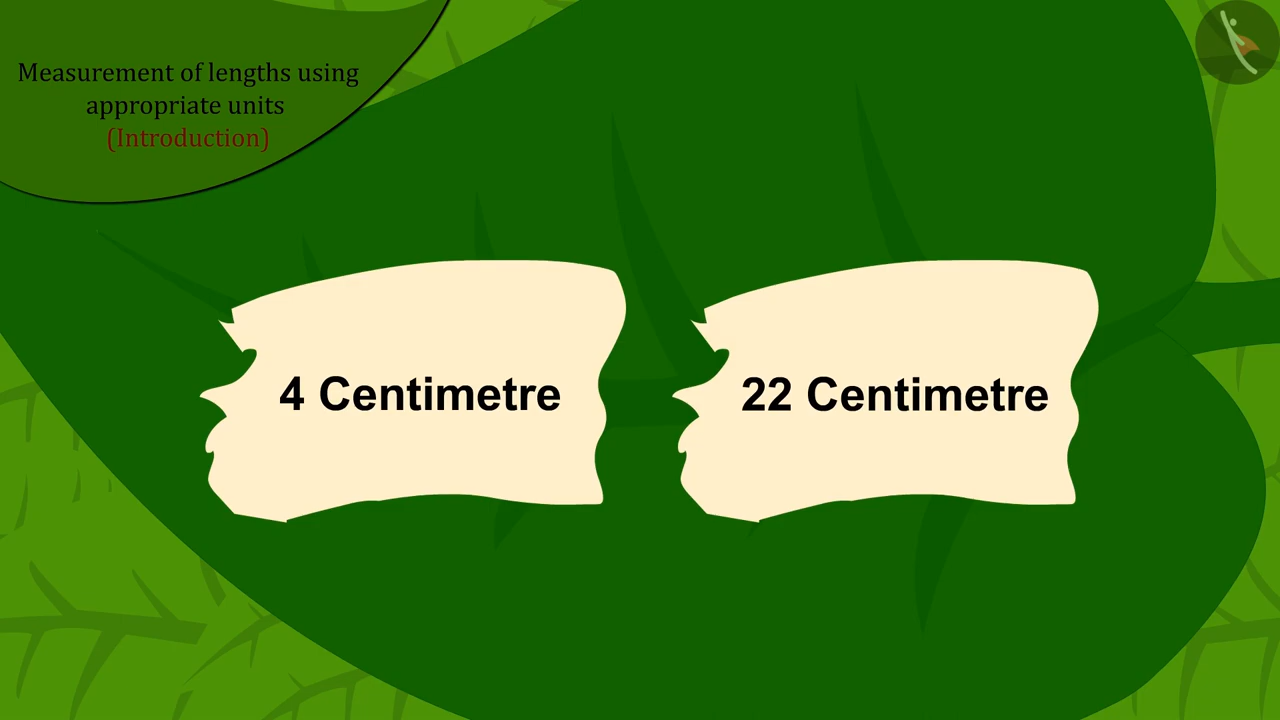 Measurement of lengths using
appropriate units
(Introduction)
4 Centimetre
22 Centimetre